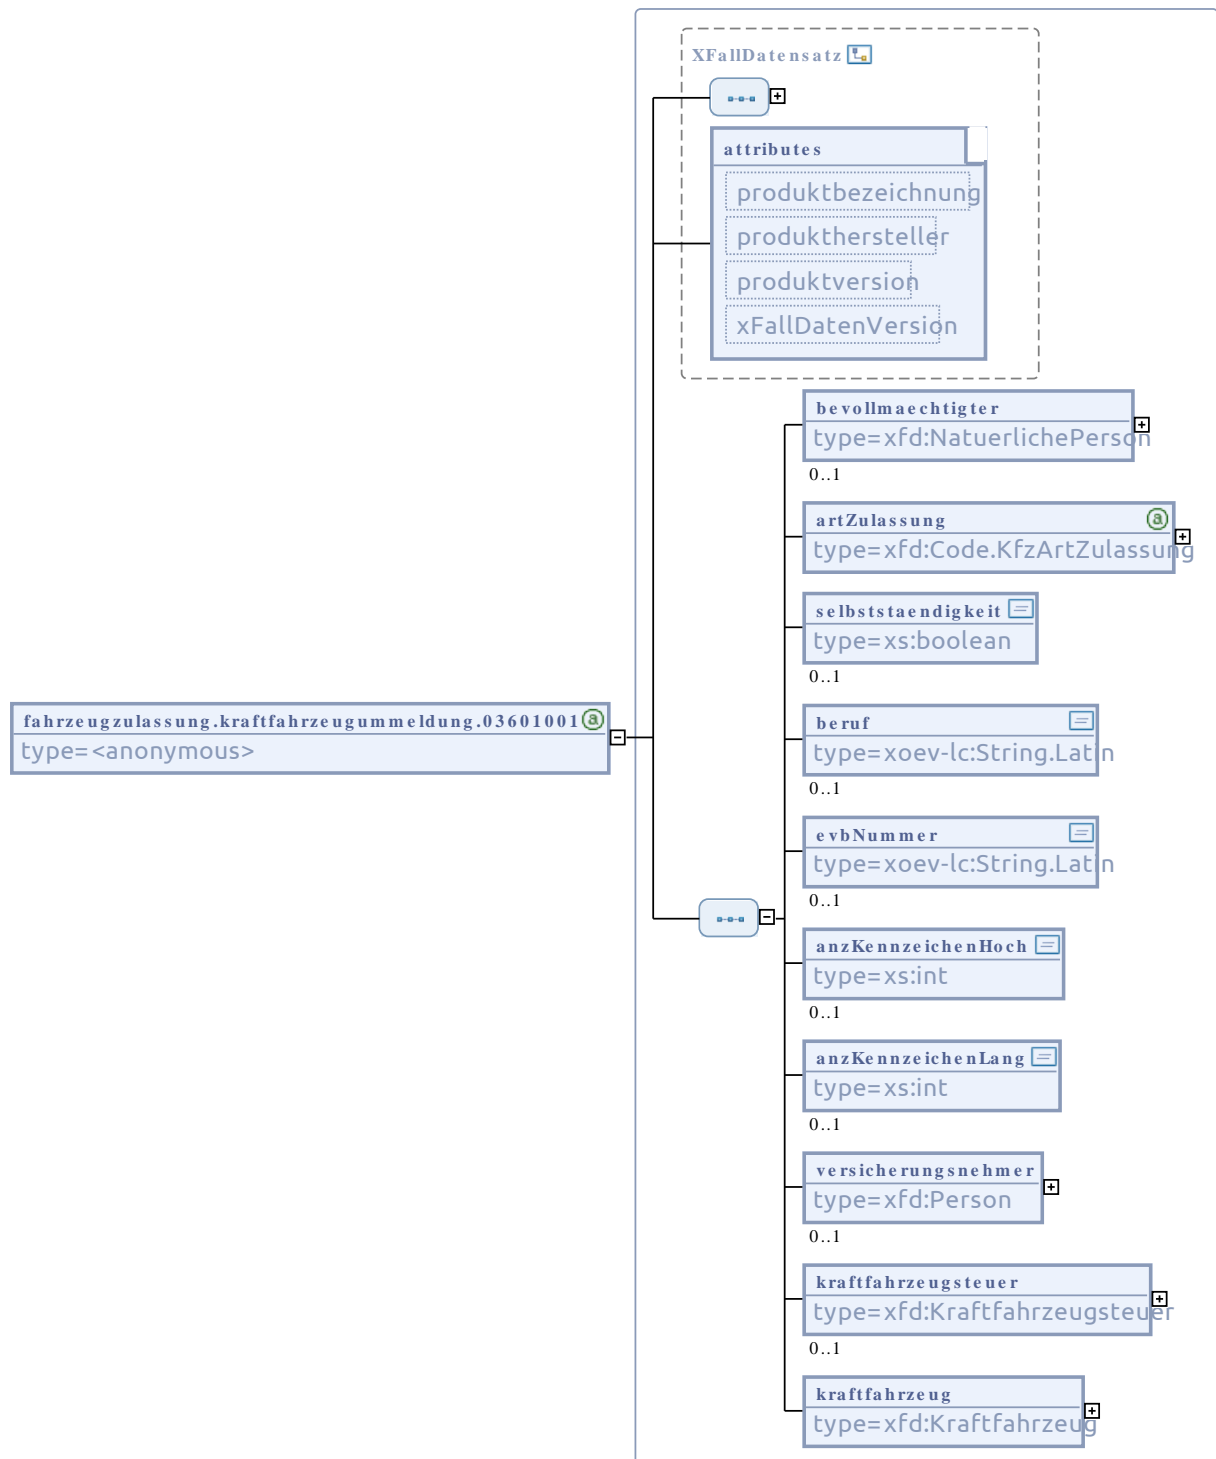 XFallDatensatz
attributes
produktbezeichnung
produkthersteller
produktversion
xFallDatenVersion
bevollmaechtigter
type=xfd:NatuerlichePerson
0..1
artZulassung
type=xfd:Code.KfzArtZulassung
selbststaendigkeit
type=xs:boolean
0..1
fahrzeugzulassung.kraftfahrzeugummeldung.03601001
type=<anonymous>
beruf
type=xoev-lc:String.Latin
0..1
evbNummer
type=xoev-lc:String.Latin
0..1
anzKennzeichenHoch
type=xs:int
0..1
anzKennzeichenLang
type=xs:int
0..1
versicherungsnehmer
type=xfd:Person
0..1
kraftfahrzeugsteuer
type=xfd:Kraftfahrzeugsteuer
0..1
kraftfahrzeug
type=xfd:Kraftfahrzeug